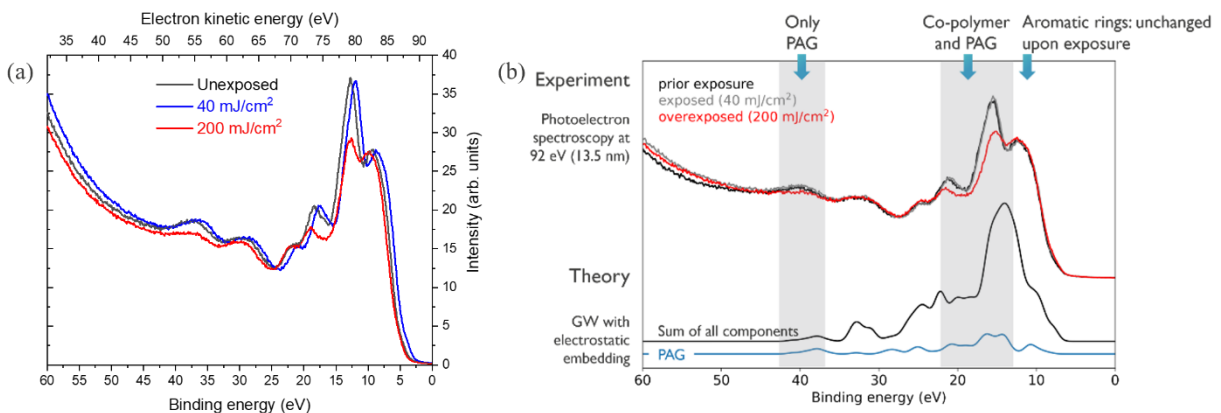 Electron kinetic energy (eV)
35 40 45 50 55 60 65 70 75 80 85 90
(a)
Unexposed
40 mJ/cm²
200 mJ/cm²
40
35
30
25
20
15
10
5
0
Intensity (arb. units)
60 55 50 45 40 35 30 25 20 15 10 5 0
Binding energy (eV)
(b)
Only
PAG
Co-polymer
and PAG
Aromatic rings: unchanged
upon exposure
Experiment
Photoelectron
spectroscopy at
92 eV (13.5 nm)
prior exposure
exposed (40 mJ/cm²)
overexposed (200 mJ/cm²)
Theory
GW with
electrostatic
embedding
Sum of all components
PAG
60 50 40 30 20 10 0
Binding energy (eV)